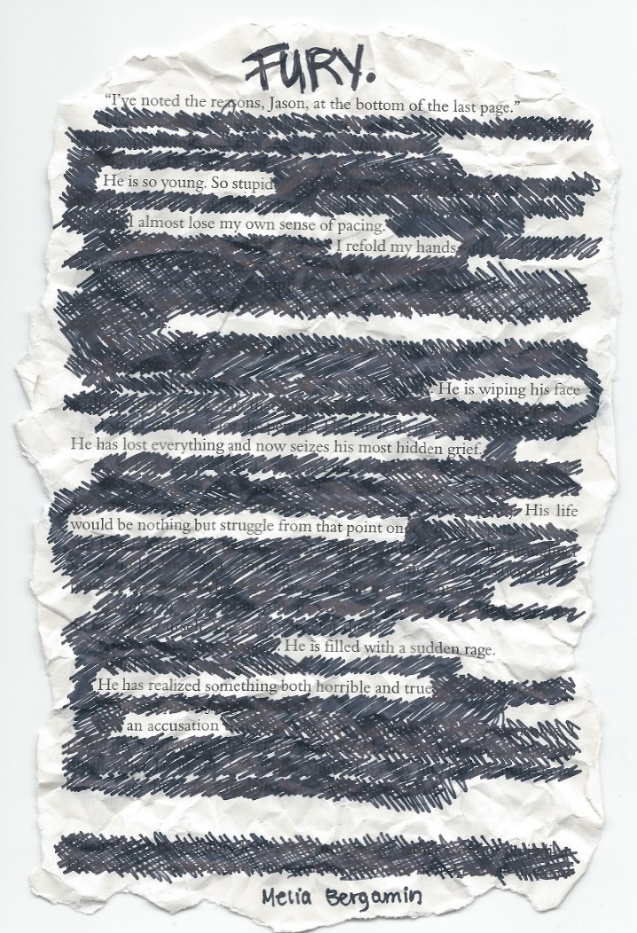 FURY.
"I've noted the reasons, Jason, at the bottom of the last page."
He is so young. So stupid
I almost lose my own sense of pacing.
I refold my hands
. He is wiping his face
He has lost everything and now seizes his most hidden grief.
His life
would be nothing but struggle from that point on
. He is filled with a sudden rage.
He has realized something both horrible and true
an accusation
Melia Bergamin